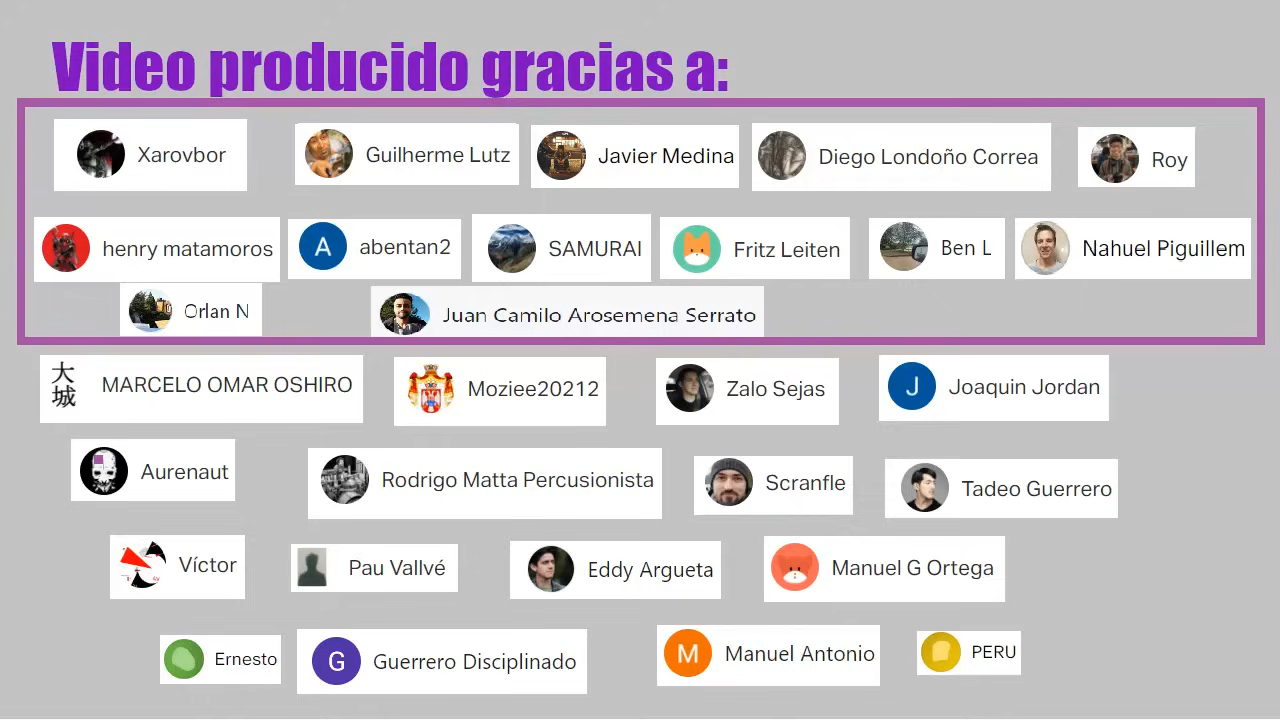 Video producido gracias a:
Xarovbor
Guilherme Lutz
Javier Medina
Diego Londoño Correa
Roy
henry matamoros
A
abentan2
SAMURAI
Fritz Leiten
Ben L
Nahuel Piguillem
Orlan N
Juan Camilo Arosemena Serrato
大
城
MARCELO OMAR OSHIRO
Moziee20212
Zalo Sejas
J
Joaquin Jordan
Aurenaut
Rodrigo Matta Percusionista
Scranfle
Tadeo Guerrero
Víctor
Pau Vallvé
Eddy Argueta
Manuel G Ortega
Ernesto
G
Guerrero Disciplinado
M
Manuel Antonio
PERU